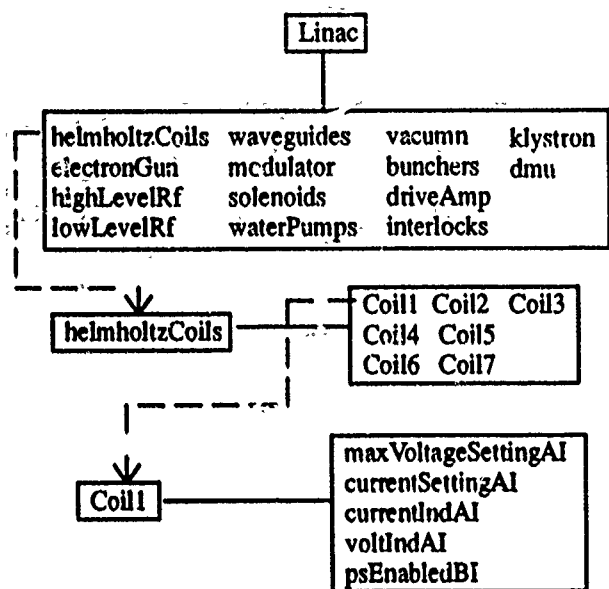 Linac
helmholtzCoils waveguides vacumn klystron
electronGun modulator bunchers dmu
highLevelRf solenoids driveAmp
lowLevelRf waterPumps interlocks
helmholtzCoils
Coil1 Coil2 Coil3
Coil4 Coil5
Coil6 Coil7
Coil1
maxVoltageSettingAI
currentSettingAI
currentIndAI
voltIndAI
psEnabledBI